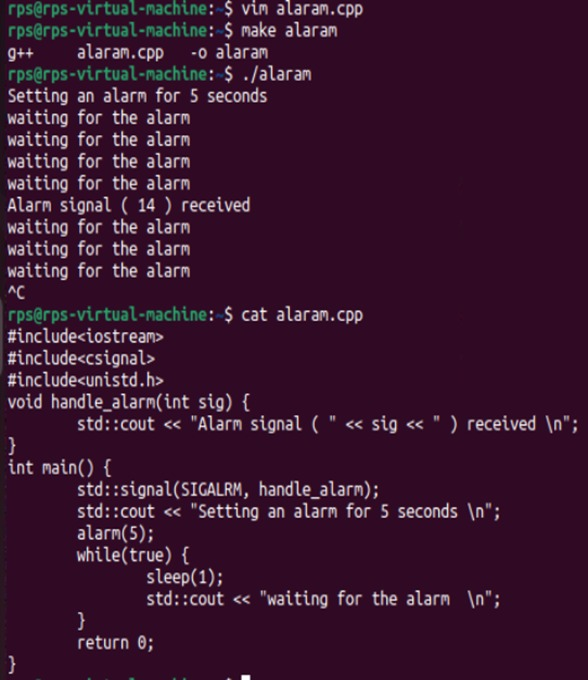 rps@rps-virtual-machine:~$ vim alaram.cpp
rps@rps-virtual-machine:~$ make alaram
g++     alaram.cpp   -o alaram
rps@rps-virtual-machine:~$ ./alaram
Setting an alarm for 5 seconds
waiting for the alarm
waiting for the alarm
waiting for the alarm
waiting for the alarm
Alarm signal ( 14 ) received
waiting for the alarm
waiting for the alarm
waiting for the alarm
^C
rps@rps-virtual-machine:~$ cat alaram.cpp
#include<iostream>
#include<csignal>
#include<unistd.h>
void handle_alarm(int sig) {
        std::cout << "Alarm signal ( " << sig << " ) received \n";
}
int main() {
        std::signal(SIGALRM, handle_alarm);
        std::cout << "Setting an alarm for 5 seconds \n";
        alarm(5);
        while(true) {
                sleep(1);
                std::cout << "waiting for the alarm  \n";
        }
        return 0;
}